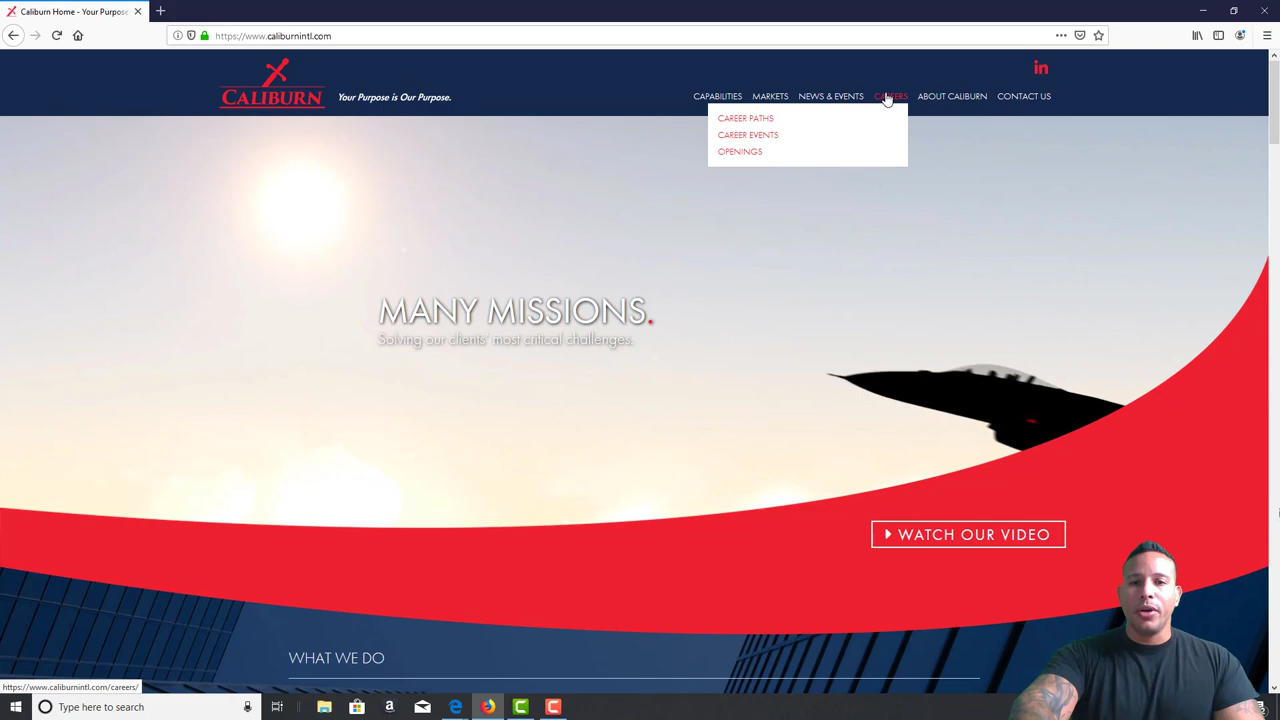 Caliburn Home - Your Purpose
https://www.caliburnintl.com
CALIBURN
Your Purpose is Our Purpose.
in
CAPABILITIES MARKETS NEWS & EVENTS CAREERS ABOUT CALIBURN CONTACT US
CAREER PATHS
CAREER EVENTS
OPENINGS
MANY MISSIONS.
Solving our clients' most critical challenges.
WATCH OUR VIDEO
WHAT WE DO
https://www.caliburnintl.com/careers/
Type here to search